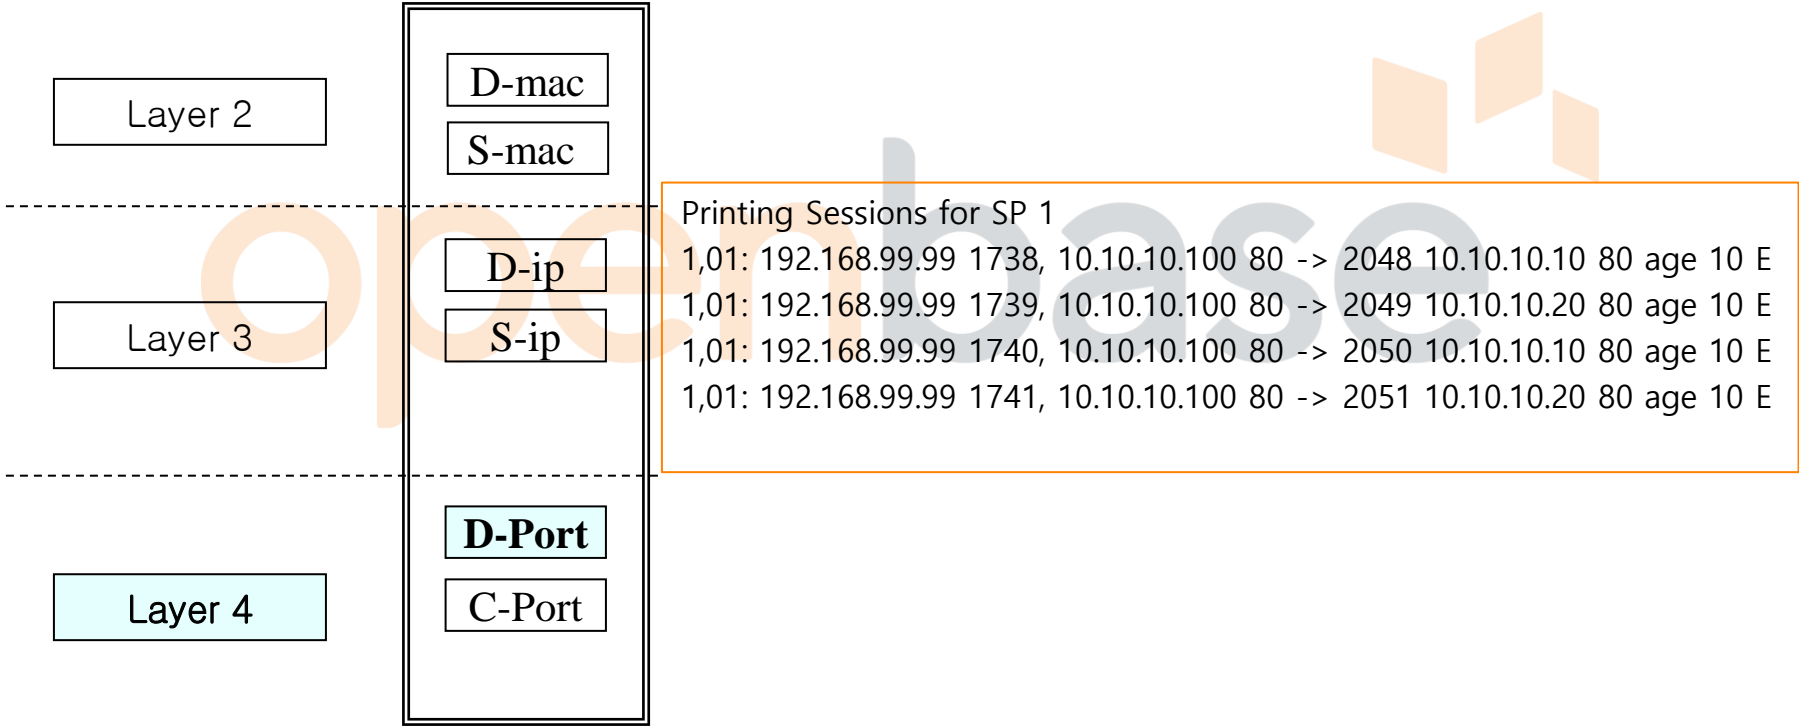 Layer 2
D-mac
S-mac
Layer 3
D-ip
S-ip
openbase
Printing Sessions for SP 1
1,01: 192.168.99.99 1738, 10.10.10.100 80 -> 2048 10.10.10.10 80 age 10 E
1,01: 192.168.99.99 1739, 10.10.10.100 80 -> 2049 10.10.10.20 80 age 10 E
1,01: 192.168.99.99 1740, 10.10.10.100 80 -> 2050 10.10.10.10 80 age 10 E
1,01: 192.168.99.99 1741, 10.10.10.100 80 -> 2051 10.10.10.20 80 age 10 E
Layer 4
D-Port
C-Port